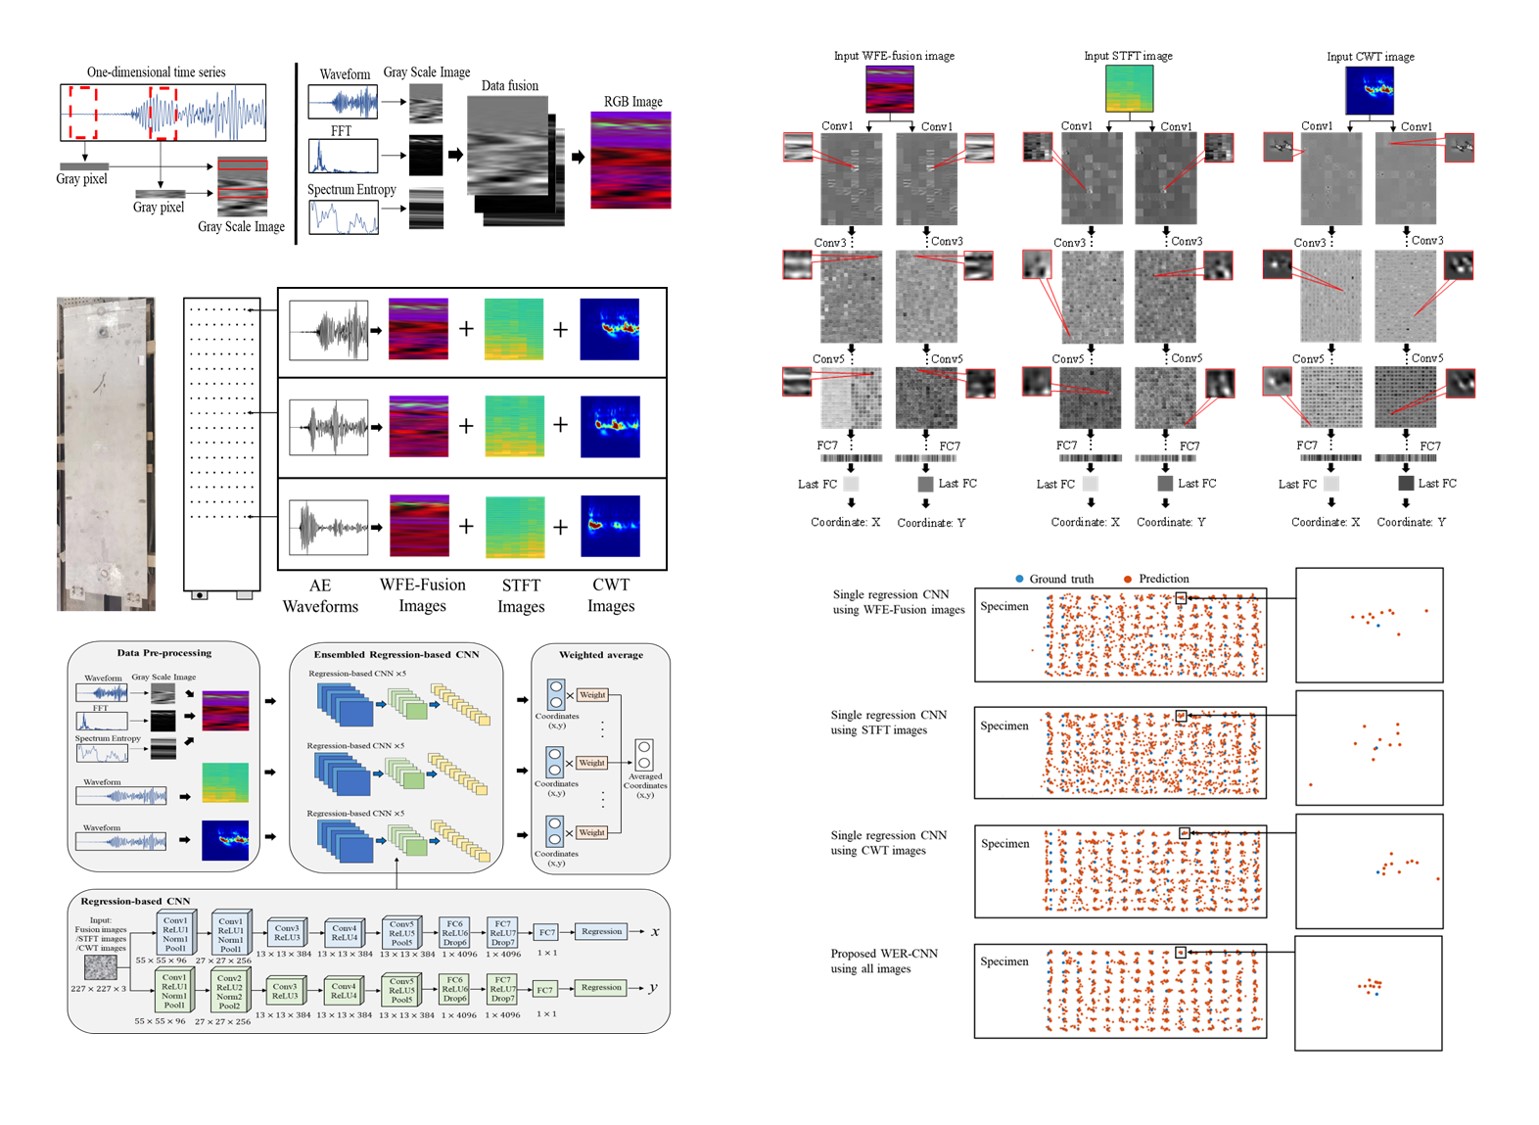 One-dimensional time series
Gray pixel
Gray pixel
Gray Scale Image
Waveform
Gray Scale Image
FFT
Spectrum Entropy
Data fusion
RGB Image
AE
Waveforms
WFE-Fusion
Images
STFT
Images
CWT
Images
Data Pre-processing
Waveform
Gray Scale Image
FFT
Spectrum Entropy
Waveform
Waveform
Ensembled Regression-based CNN
Regression-based CNN ×5
Regression-based CNN ×5
Regression-based CNN ×5
Weighted average
× Weight
Coordinates
(x,y)
× Weight
Coordinates
(x,y)
× Weight
Coordinates
(x,y)
Averaged
Coordinates
(x,y)
Regression-based CNN
Input:
Fusion images
/STFT images
/CWT images
227 × 227 × 3
Conv1
ReLU1
Norm1
Pool1
55 × 55 × 96
Conv1
ReLU1
Norm1
Pool1
27 × 27 × 256
Conv3
ReLU3
13 × 13 × 384
Conv4
ReLU4
13 × 13 × 384
Conv5
ReLU5
Pool5
13 × 13 × 384
FC6
ReLU6
Drop6
1 × 4096
FC7
ReLU7
Drop7
1 × 4096
FC7
1 × 1
Regression
x
Conv1
ReLU1
Norm1
Pool1
55 × 55 × 96
Conv2
ReLU2
Norm2
Pool2
27 × 27 × 256
Conv3
ReLU3
13 × 13 × 384
Conv4
ReLU4
13 × 13 × 384
Conv5
ReLU5
Pool5
13 × 13 × 384
FC6
ReLU6
Drop6
1 × 4096
FC7
ReLU7
Drop7
1 × 4096
FC7
1 × 1
Regression
y
Input WFE-fusion image
Conv1
Conv1
Conv3
Conv3
Conv5
Conv5
FC7
FC7
Last FC
Last FC
Coordinate: X
Coordinate: Y
Input STFT image
Conv1
Conv1
Conv3
Conv3
Conv5
Conv5
FC7
FC7
Last FC
Last FC
Coordinate: X
Coordinate: Y
Input CWT image
Conv1
Conv1
Conv3
Conv3
Conv5
Conv5
FC7
FC7
Last FC
Last FC
Coordinate: X
Coordinate: Y
Ground truth
Prediction
Single regression CNN
using WFE-Fusion images
Specimen
Single regression CNN
using STFT images
Specimen
Single regression CNN
using CWT images
Specimen
Proposed WER-CNN
using all images
Specimen